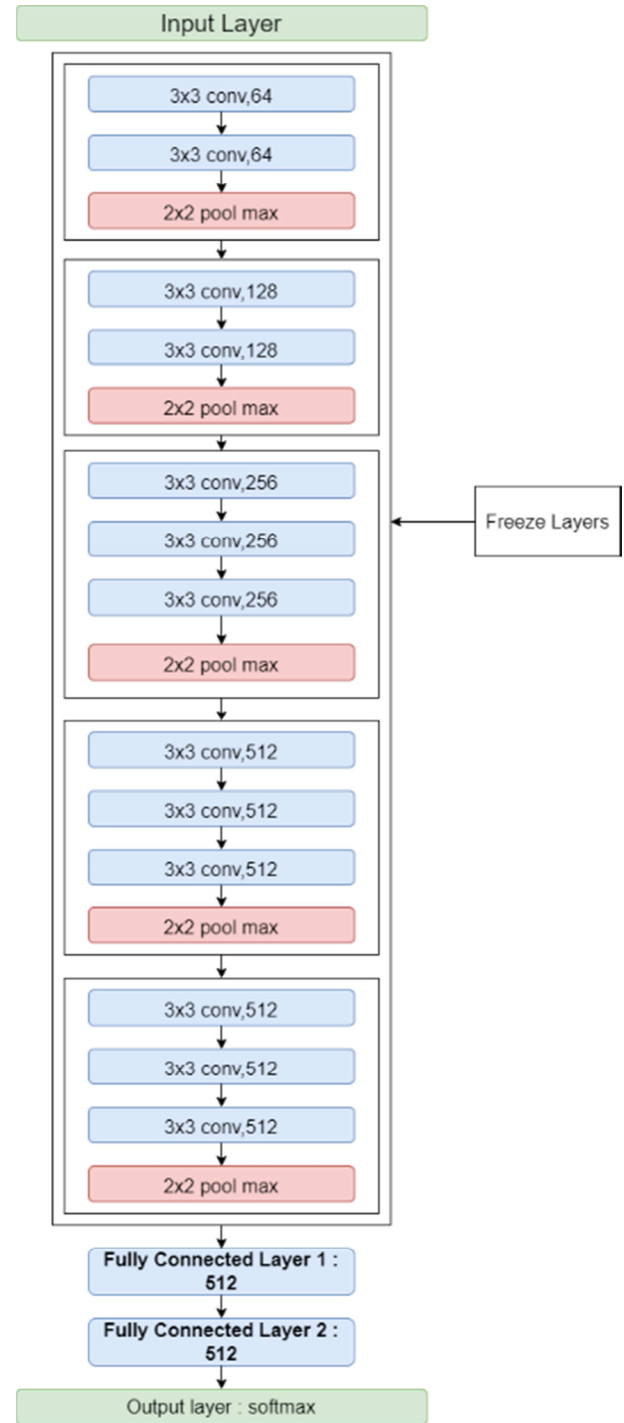 Input Layer
3x3 conv,64
3x3 conv,64
2x2 pool max
3x3 conv,128
3x3 conv,128
2x2 pool max
3x3 conv,256
3x3 conv,256
3x3 conv,256
2x2 pool max
Freeze Layers
3x3 conv,512
3x3 conv,512
3x3 conv,512
2x2 pool max
3x3 conv,512
3x3 conv,512
3x3 conv,512
2x2 pool max
Fully Connected Layer 1 :
512
Fully Connected Layer 2 :
512
Output layer : softmax